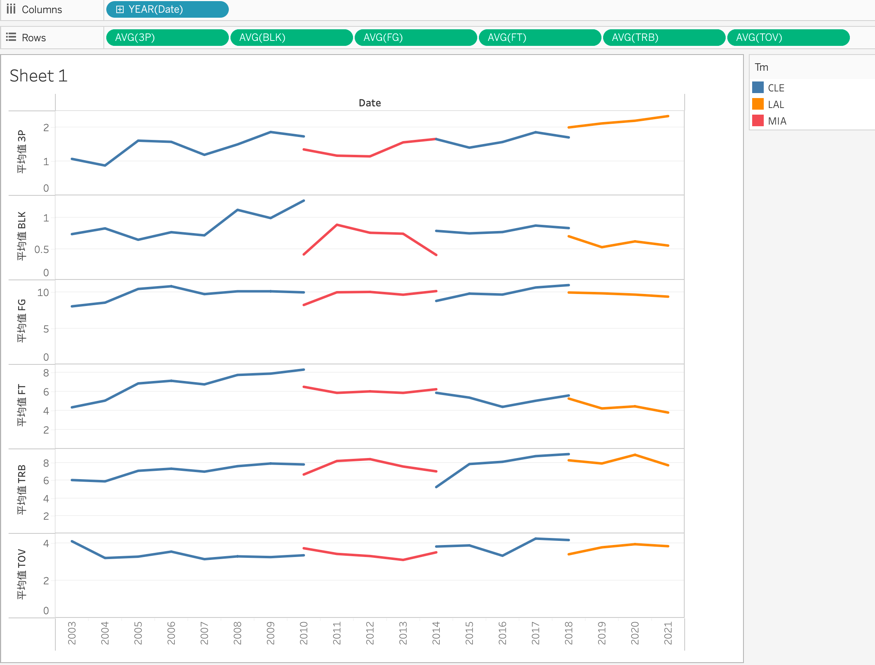 Columns
YEAR(Date)
Rows
AVG(3P) AVG(BLK) AVG(FG) AVG(FT) AVG(TRB) AVG(TOV)
Sheet 1
Tm
CLE
LAL
MIA
Date
平均值 3P
2
1
0
平均值 BLK
1
0.5
0
平均值 FG
10
5
0
平均值 FT
8
6
4
2
平均值 TRB
8
6
4
2
平均值 TOV
4
2
0
2003 2004 2005 2006 2007 2008 2009 2010 2011 2012 2013 2014 2015 2016 2017 2018 2019 2020 2021